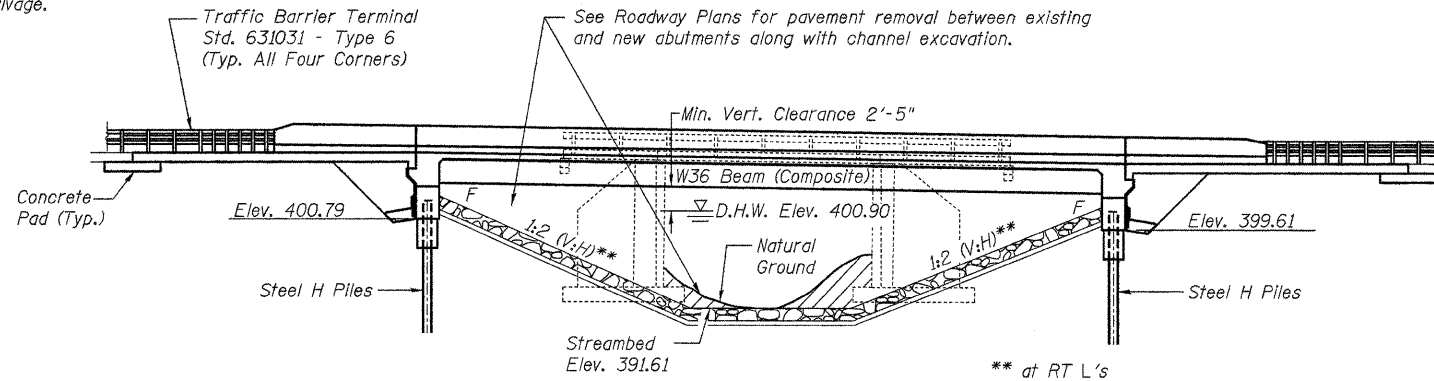 Traffic Barrier Terminal
Std. 631031 - Type 6
(Typ. All Four Corners)
See Roadway Plans for pavement removal between existing
and new abutments along with channel excavation.
Min. Vert. Clearance 2'-5"
W36 Beam (Composite)
Concrete
Pad (Typ.)
Elev. 400.79
F
D.H.W. Elev. 400.90
F
Elev. 399.61
1:2 (V:H)**
Natural
Ground
1:2 (V:H)**
Steel H Piles
Steel H Piles
Streambed
Elev. 391.61
** at RT L's